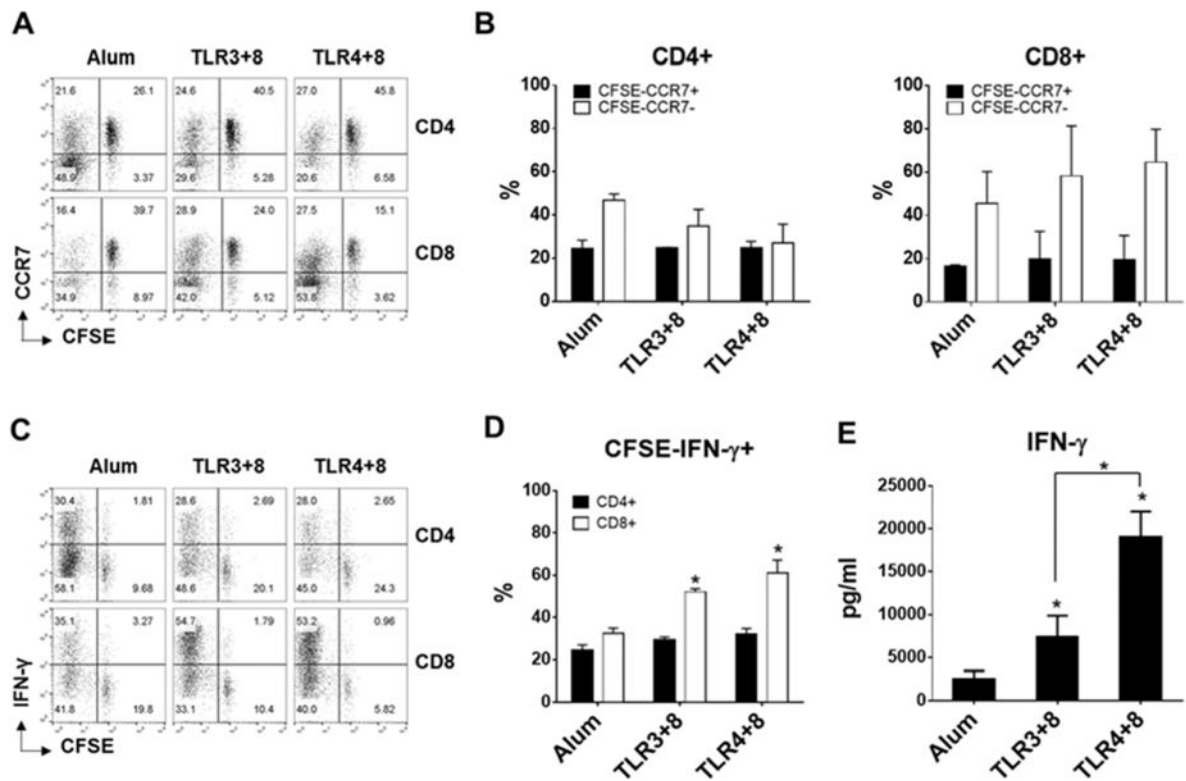 A
Alum TLR3+8 TLR4+8
21.6 26.1 24.6 40.5 27.0 45.8
CD4
48.9 3.37 29.6 5.28 20.6 6.58
16.4 39.7 28.9 24.0 27.5 15.1
CD8
34.9 8.97 42.0 5.12 53.8 3.62
CCR7
CFSE
B
CD4+
100
80
60
40
20
0
%
CFSE-CCR7+
CFSE-CCR7-
Alum
TLR3+8
TLR4+8
CD8+
100
80
60
40
20
0
%
CFSE-CCR7+
CFSE-CCR7-
Alum
TLR3+8
TLR4+8
C
Alum TLR3+8 TLR4+8
30.4 1.81 28.6 2.69 28.0 2.65
CD4
58.1 9.68 48.6 20.1 45.0 24.3
35.1 3.27 54.7 1.79 53.2 0.96
CD8
41.8 19.8 33.1 10.4 40.0 5.82
IFN-γ
CFSE
D
CFSE-IFN-γ+
100
80
60
40
20
0
%
CD4+
CD8+
*
*
Alum
TLR3+8
TLR4+8
E
IFN-γ
25000
20000
15000
10000
5000
0
pg/ml
*
*
*
Alum
TLR3+8
TLR4+8